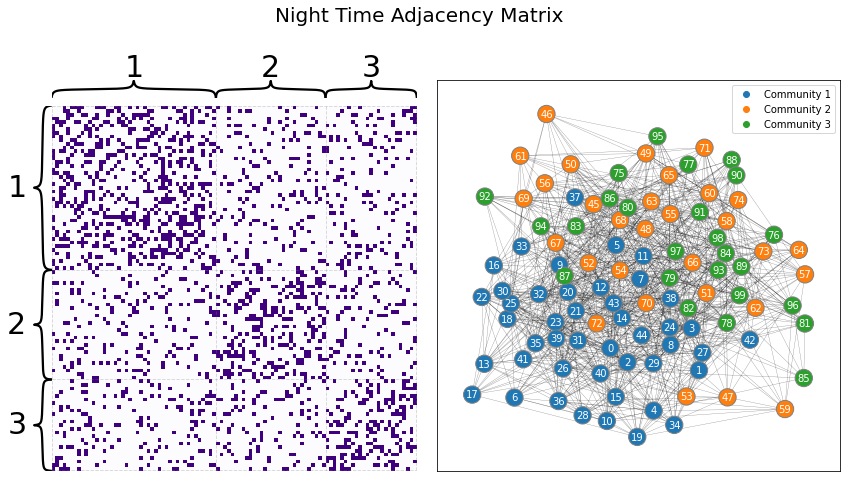 Night Time Adjacency Matrix
1 2 3
1
2
3
Community 1
Community 2
Community 3
46
95
61 50 49 71
75 65 77 88 90
92 69 56 37 45 86 80 63 60 74
94 83 68 48 55 91 58
33 67 5 11 97 98 76
16 9 87 52 54 7 79 66 93 84 89 73 64 57
22 30 25 18 32 20 12 43 21 14 70 38 82 51 99 62 96
23 72 44 24 3 78 81
35 39 31 0 8 27 42
13 41 26 40 2 29 1 85
17 6 36 15 53 47 59
28 10 4 34
19